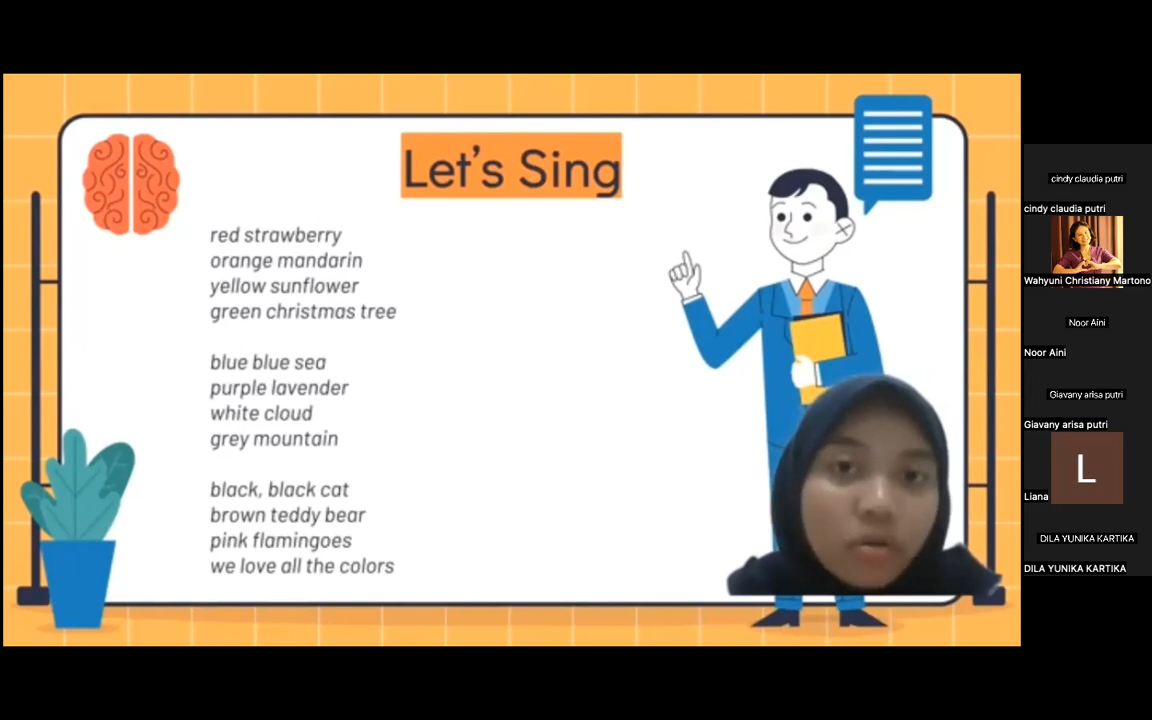 Let's Sing
red strawberry
orange mandarin
yellow sunflower
green christmas tree
blue blue sea
purple lavender
white cloud
grey mountain
black, black cat
brown teddy bear
pink flamingoes
we love all the colors
cindy claudia putri
cindy claudia putri
Wahyuni Christiany Martono
Noor Aini
Noor Aini
Giavany arisa putri
Giavany arisa putri
L
Liana
DILA YUNIKA KARTIKA
DILA YUNIKA KARTIKA